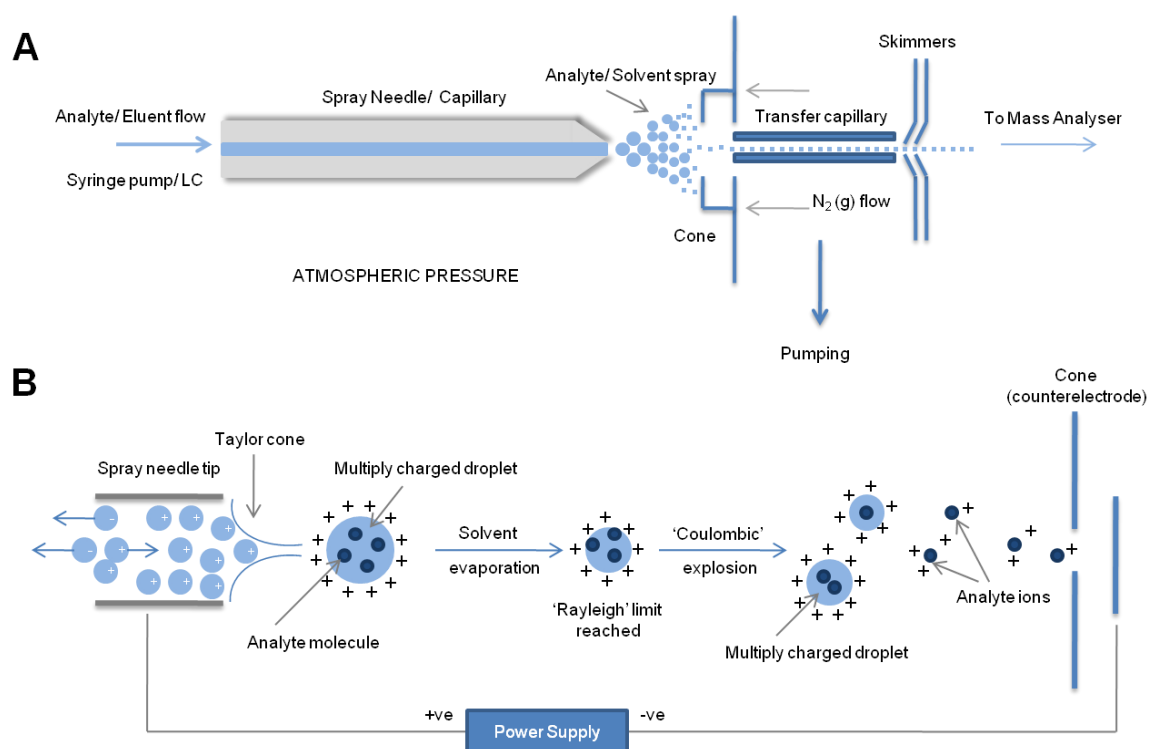 A
Skimmers
Analyte/ Solvent spray
Spray Needle/ Capillary
Analyte/ Eluent flow
Transfer capillary
To Mass Analyser
Syringe pump/ LC
N2 (g) flow
Cone
ATMOSPHERIC PRESSURE
Pumping
B
Cone
(counterelectrode)
Taylor cone
Spray needle tip
Multiply charged droplet
Solvent
evaporation
'Coulombic'
explosion
'Rayleigh' limit
reached
Analyte ions
Analyte molecule
Multiply charged droplet
+ve
-ve
Power Supply